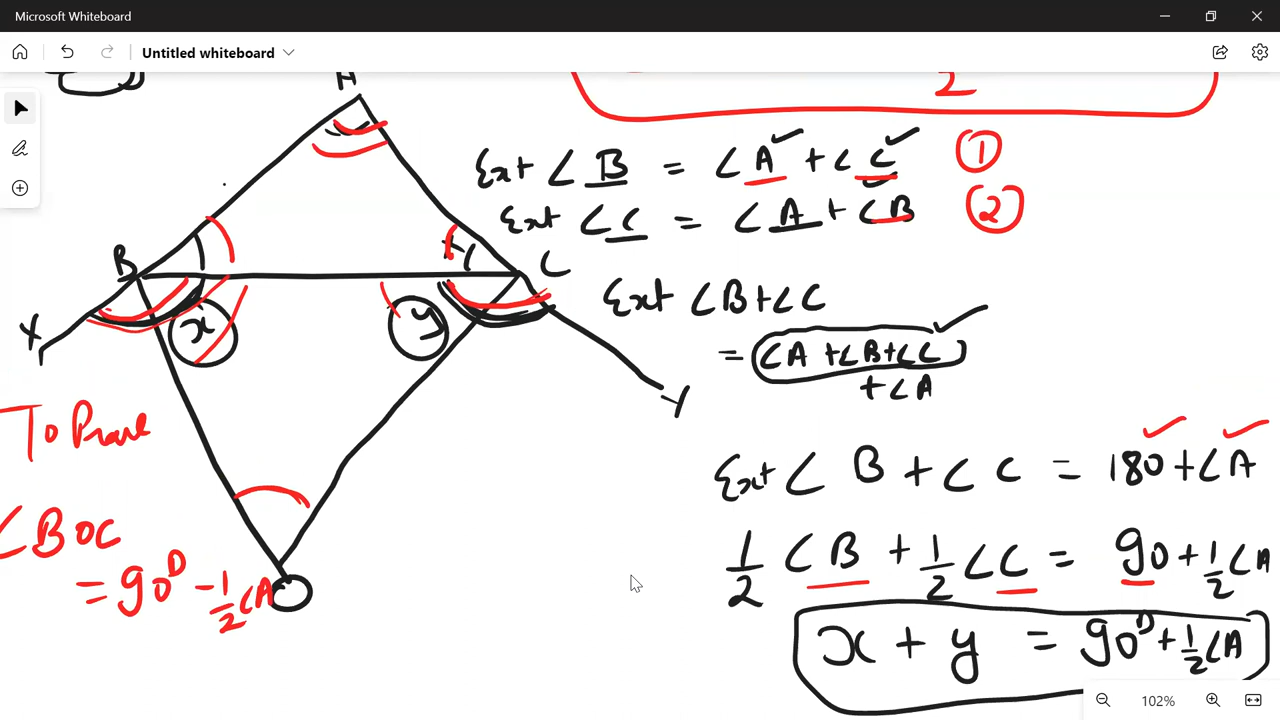 Microsoft Whiteboard
Untitled whiteboard
2
Ext ∠B = ∠A + ∠C ①
Ext ∠C = ∠A + ∠B ②
A
B
C
X
Y
x
y
O
Ext ∠B+∠C
= ∠A +∠B+∠C
+∠A
Ext ∠B + ∠C = 180+∠A
1/2 ∠B + 1/2 ∠C = 90 + 1/2 ∠A
x + y = 90° + 1/2 ∠A
To Prove
∠BOC
= 90° - 1/2 ∠A
102%